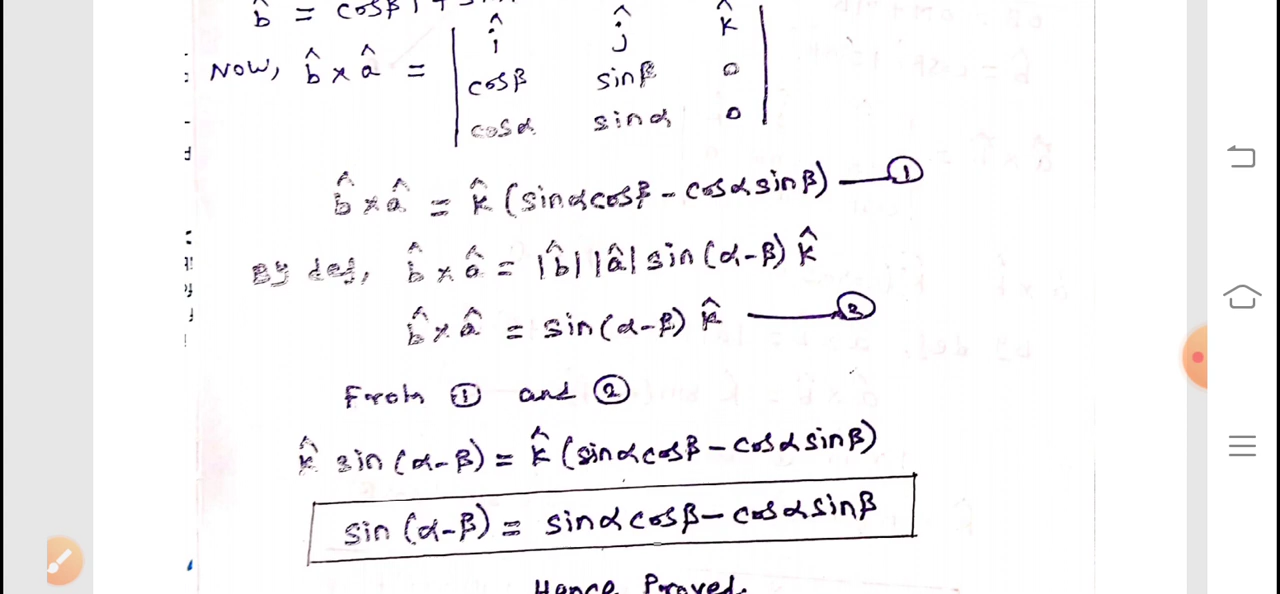 b̂ = cosβ î + sin
î ĵ k̂
Now, b̂ × â = | cosβ sinβ 0 |
cosα sinα 0
b̂ × â = k̂ (sinα cosβ - cosα sinβ) — ①
By def, b̂ × â = |b̂| |â| sin(α-β) k̂
b̂ × â = sin(α-β) k̂ — ②
From ① and ②
k̂ sin(α-β) = k̂ (sinα cosβ - cosα sinβ)
sin(α-β) = sinα cosβ - cosα sinβ
Hence Proved.